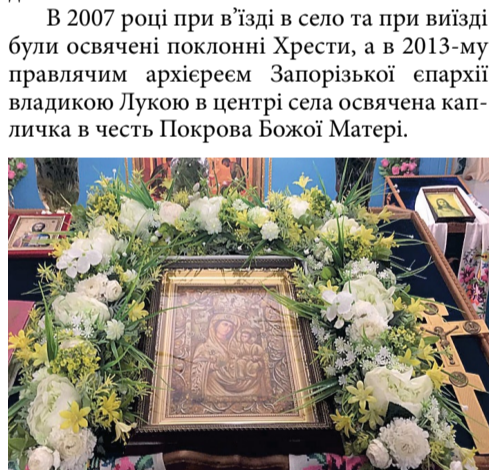 В 2007 році при в’їзді в село та при виїзді
були освячені поклонні Хрести, а в 2013-му
правлячим архієреєм Запорізької єпархії
владикою Лукою в центрі села освячена кап-
личка в честь Покрова Божої Матері.